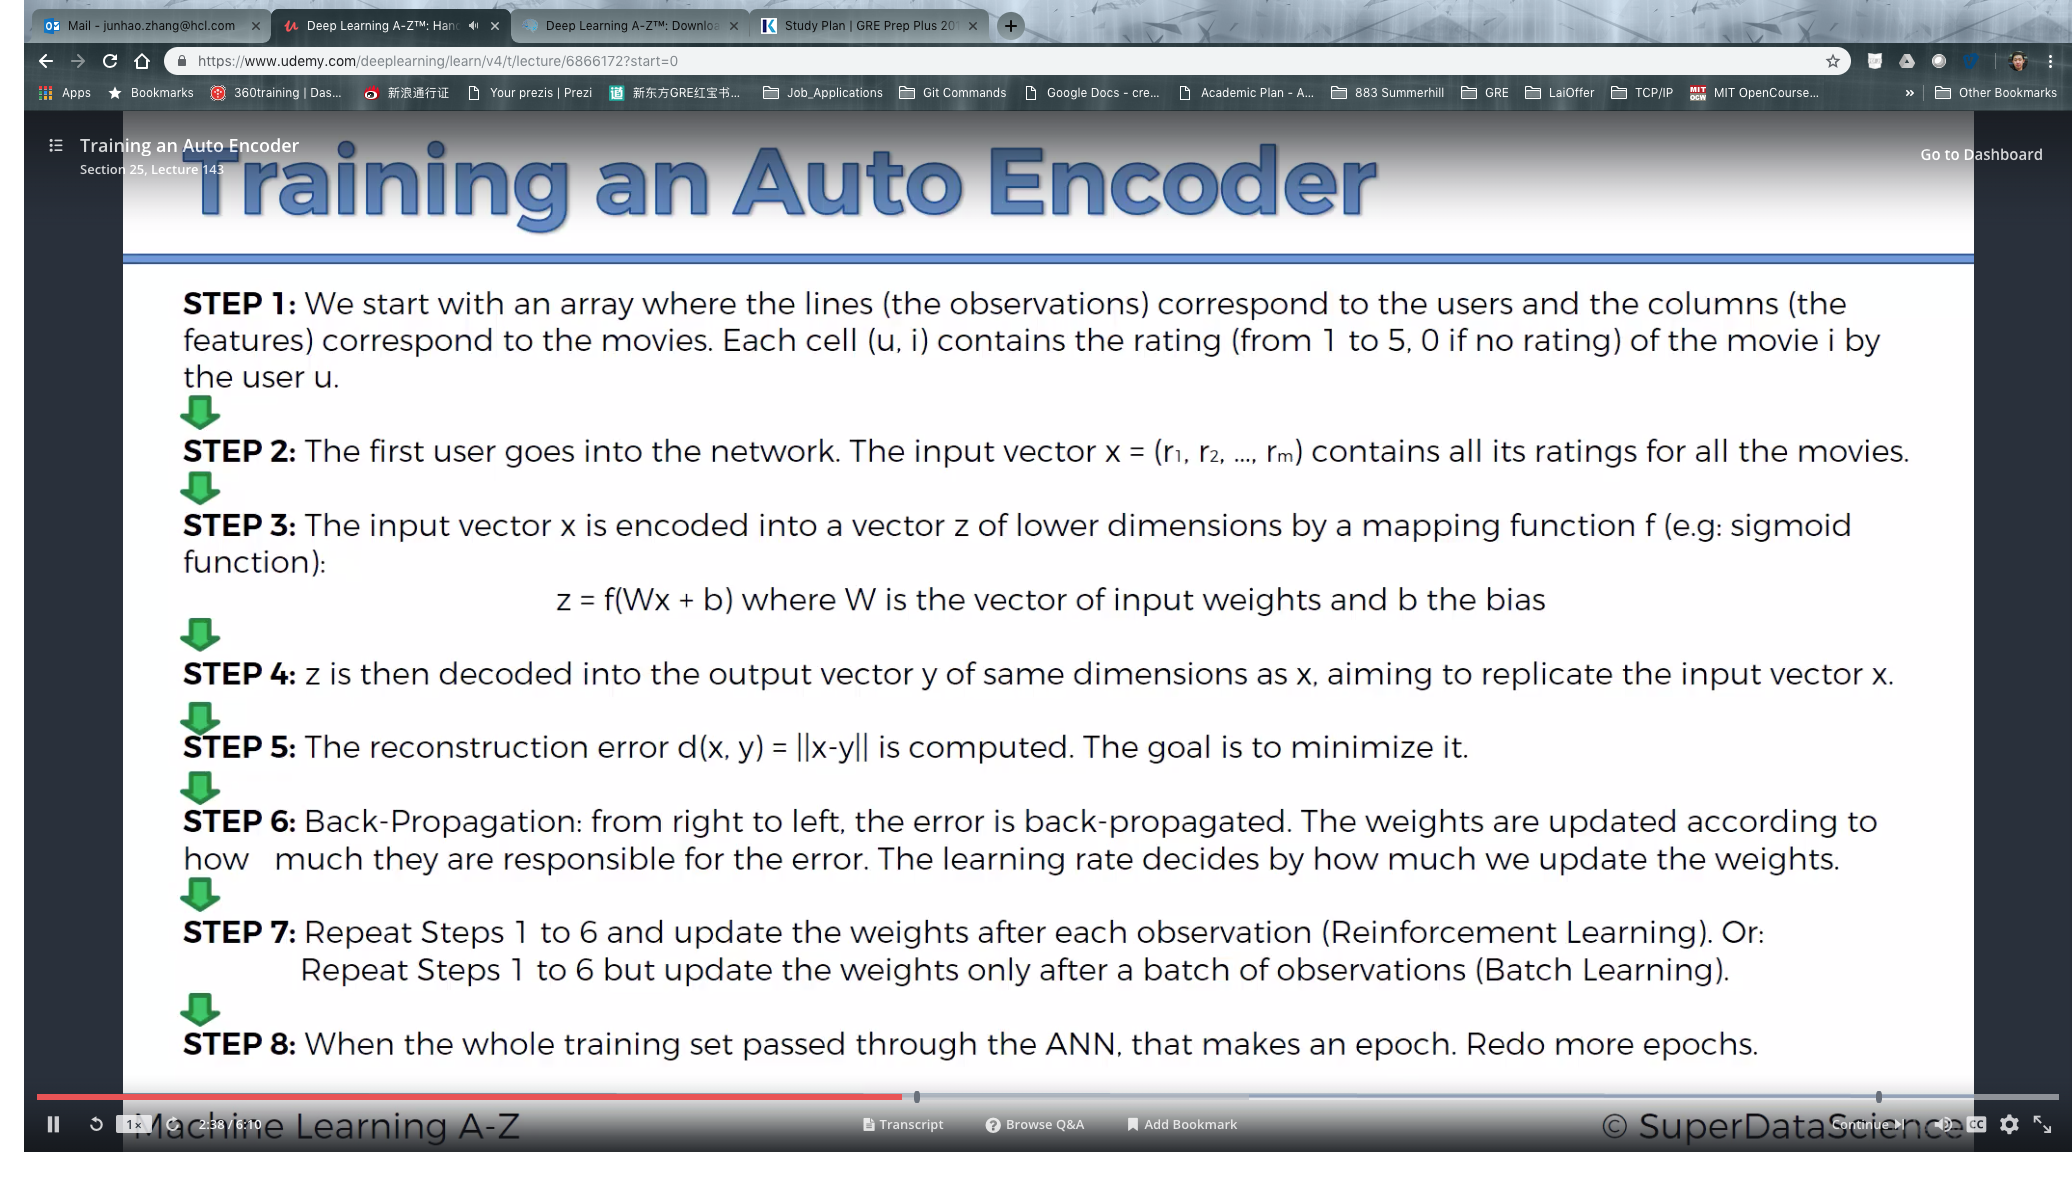 Mail - junhao.zhang@hcl.com
Deep Learning A-Z™: Hand
Deep Learning A-Z™: Downloa
Study Plan | GRE Prep Plus 201
https://www.udemy.com/deeplearning/learn/v4/t/lecture/6866172?start=0
Apps
Bookmarks
360training | Das...
新浪通行证
Your prezis | Prezi
新东方GRE红宝书...
Job_Applications
Git Commands
Google Docs - cre...
Academic Plan - A...
883 Summerhill
GRE
LaiOffer
TCP/IP
MIT OpenCourse...
»
Other Bookmarks
Training an Auto Encoder
Section 25, Lecture 143
Go to Dashboard
Training an Auto Encoder
STEP 1: We start with an array where the lines (the observations) correspond to the users and the columns (the
features) correspond to the movies. Each cell (u, i) contains the rating (from 1 to 5, 0 if no rating) of the movie i by
the user u.
STEP 2: The first user goes into the network. The input vector x = (r₁, r₂, ..., rₘ) contains all its ratings for all the movies.
STEP 3: The input vector x is encoded into a vector z of lower dimensions by a mapping function f (e.g: sigmoid
function):
z = f(Wx + b) where W is the vector of input weights and b the bias
STEP 4: z is then decoded into the output vector y of same dimensions as x, aiming to replicate the input vector x.
STEP 5: The reconstruction error d(x, y) = ||x-y|| is computed. The goal is to minimize it.
STEP 6: Back-Propagation: from right to left, the error is back-propagated. The weights are updated according to
how much they are responsible for the error. The learning rate decides by how much we update the weights.
STEP 7: Repeat Steps 1 to 6 and update the weights after each observation (Reinforcement Learning). Or:
Repeat Steps 1 to 6 but update the weights only after a batch of observations (Batch Learning).
STEP 8: When the whole training set passed through the ANN, that makes an epoch. Redo more epochs.
Machine Learning A-Z
© SuperDataScience
1x
2:38 / 6:10
Transcript
Browse Q&A
Add Bookmark
Continue
CC